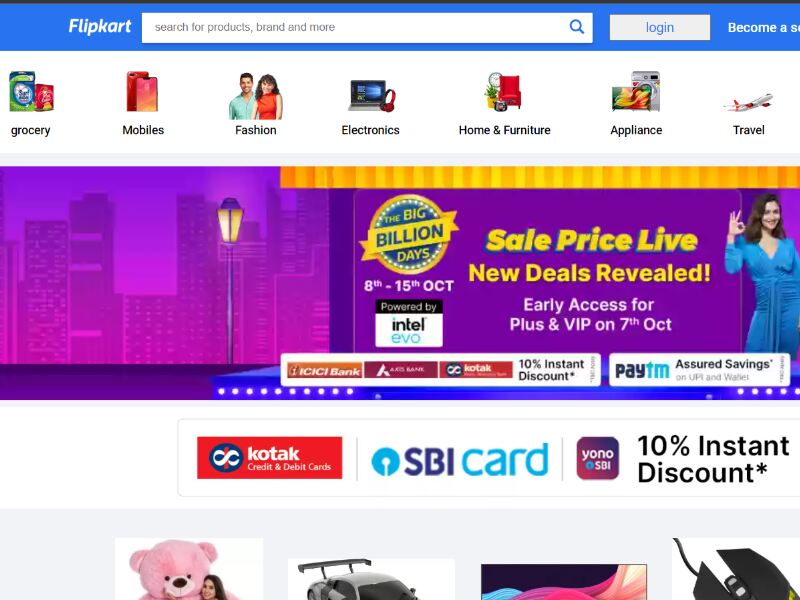 Flipkart
search for products, brand and more
login
Become a s
grocery
Mobiles
Fashion
Electronics
Home & Furniture
Appliance
Travel
THE BIG
BILLION
DAYS
8th - 15th OCT
Powered by
intel
evo
Sale Price Live
New Deals Revealed!
Early Access for
Plus & VIP on 7th Oct
ICICI Bank
AXIS BANK
kotak
10% Instant
Discount*
Paytm
Assured Savings*
on UPI and Wallet
kotak
Credit & Debit Cards
SBI card
yono
SBI
10% Instant
Discount*